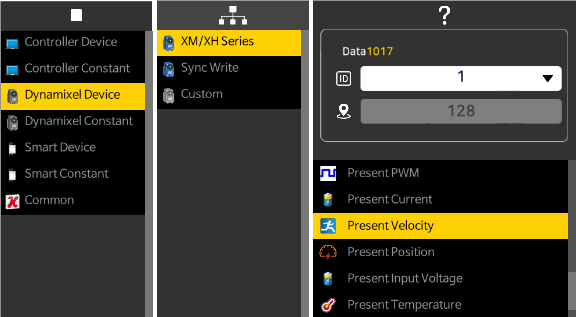 Controller Device
Controller Constant
Dynamixel Device
Dynamixel Constant
Smart Device
Smart Constant
Common
XM/XH Series
Sync Write
Custom
?
Data1017
ID 1
128
Present PWM
Present Current
Present Velocity
Present Position
Present Input Voltage
Present Temperature